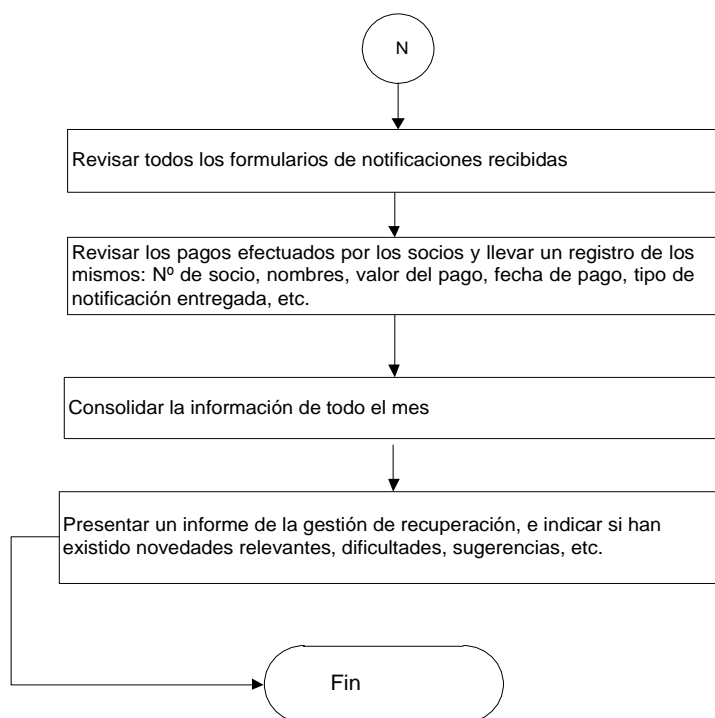 N
Revisar todos los formularios de notificaciones recibidas
Revisar los pagos efectuados por los socios y llevar un registro de los
mismos: Nº de socio, nombres, valor del pago, fecha de pago, tipo de
notificación entregada, etc.
Consolidar la información de todo el mes
Presentar un informe de la gestión de recuperación, e indicar si han
existido novedades relevantes, dificultades, sugerencias, etc.
Fin